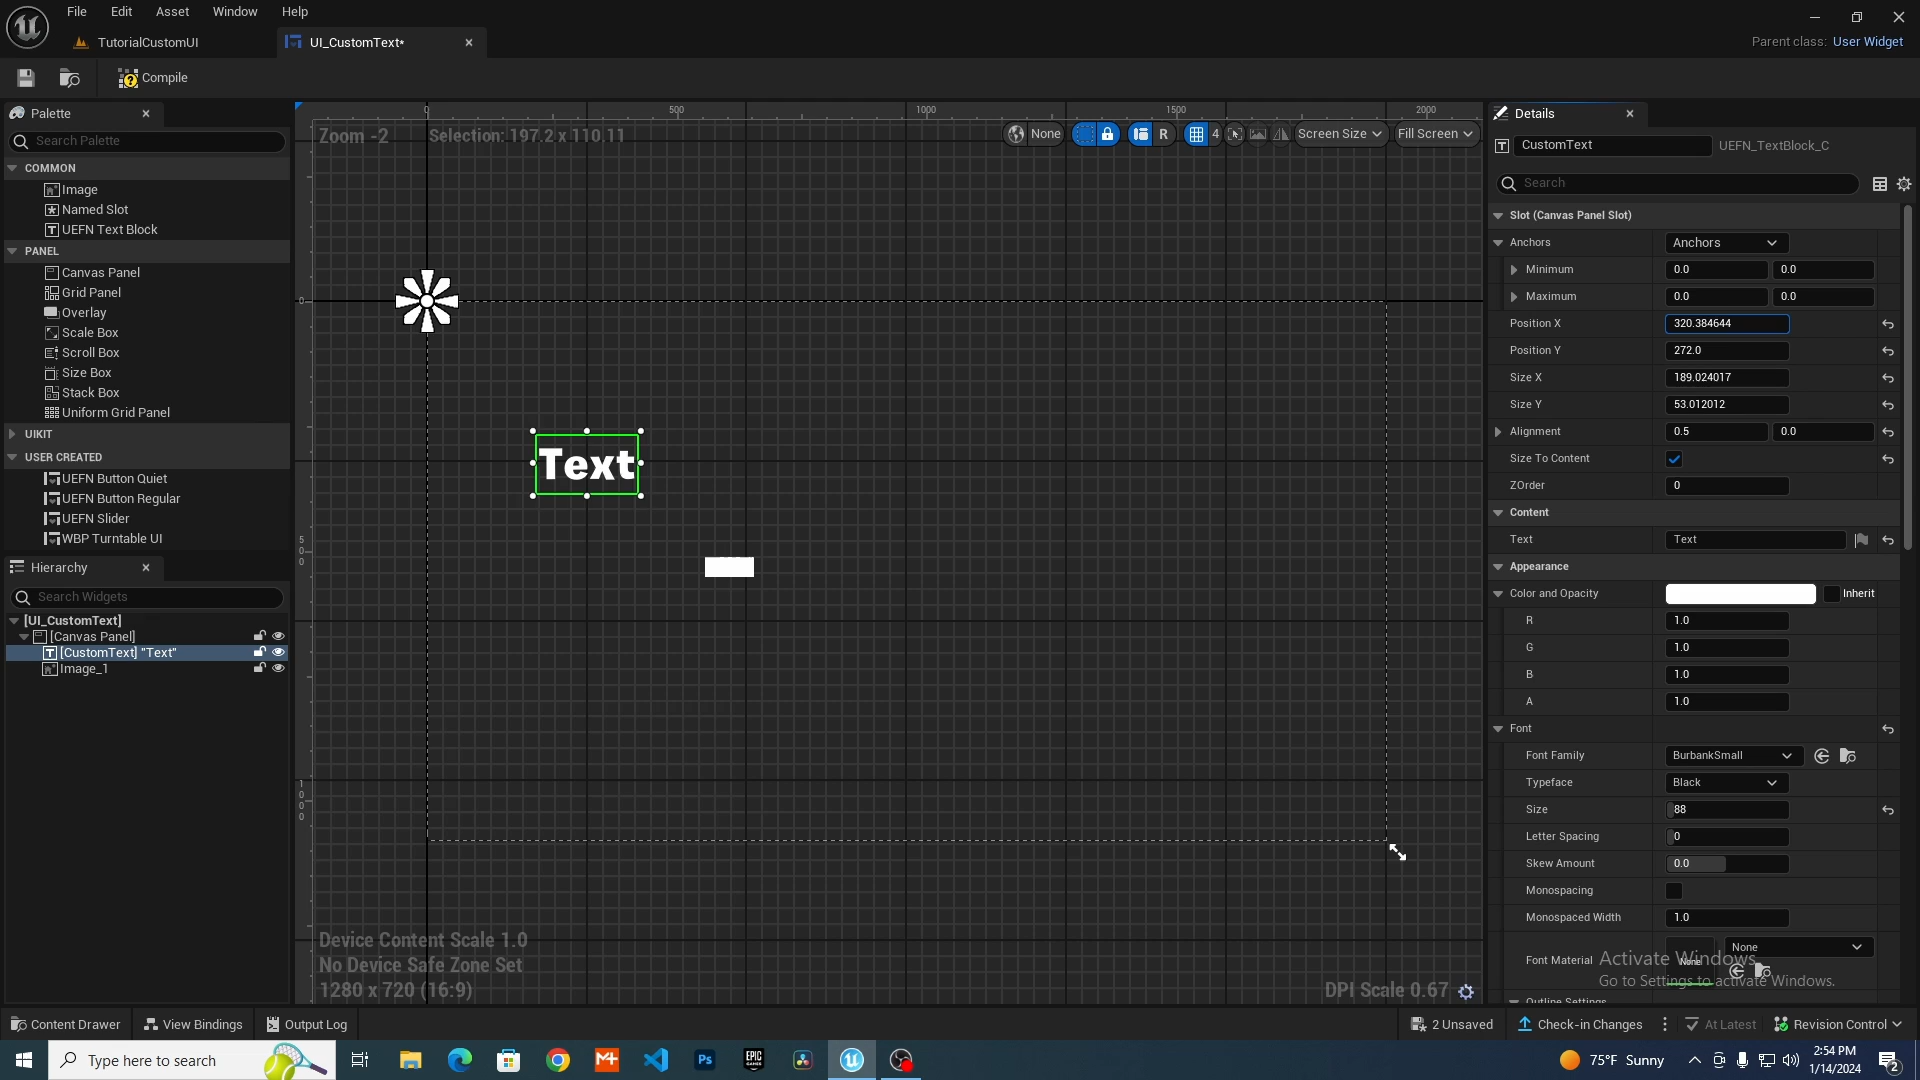 File Edit Asset Window Help
TutorialCustomUI
UI_CustomText*
Parent class: User Widget
Compile
Palette
Search Palette
COMMON
Image
Named Slot
UEFN Text Block
PANEL
Canvas Panel
Grid Panel
Overlay
Scale Box
Scroll Box
Size Box
Stack Box
Uniform Grid Panel
UIKIT
USER CREATED
UEFN Button Quiet
UEFN Button Regular
UEFN Slider
WBP Turntable UI
Hierarchy
Search Widgets
[UI_CustomText]
[Canvas Panel]
[CustomText] "Text"
Image_1
0 500 1000 1500 2000
Zoom -2
Selection: 197.2 x 110.11
None
R
4
Screen Size
Fill Screen
0
500
1000
Text
Device Content Scale 1.0
No Device Safe Zone Set
1280 x 720 (16:9)
DPI Scale 0.67
Details
CustomText
UEFN_TextBlock_C
Search
Slot (Canvas Panel Slot)
Anchors Anchors
Minimum 0.0 0.0
Maximum 0.0 0.0
Position X 320.384644
Position Y 272.0
Size X 189.024017
Size Y 53.012012
Alignment 0.5 0.0
Size To Content
ZOrder 0
Content
Text Text
Appearance
Color and Opacity Inherit
R 1.0
G 1.0
B 1.0
A 1.0
Font
Font Family BurbankSmall
Typeface Black
Size 88
Letter Spacing 0
Skew Amount 0.0
Monospacing
Monospaced Width 1.0
Font Material None None
Outline Settings
Activate Windows
Go to Settings to activate Windows.
Content Drawer
View Bindings
Output Log
2 Unsaved
Check-in Changes
At Latest
Revision Control
Type here to search
M+
Ps
EPIC GAMES
75°F Sunny
2:54 PM
1/14/2024
2